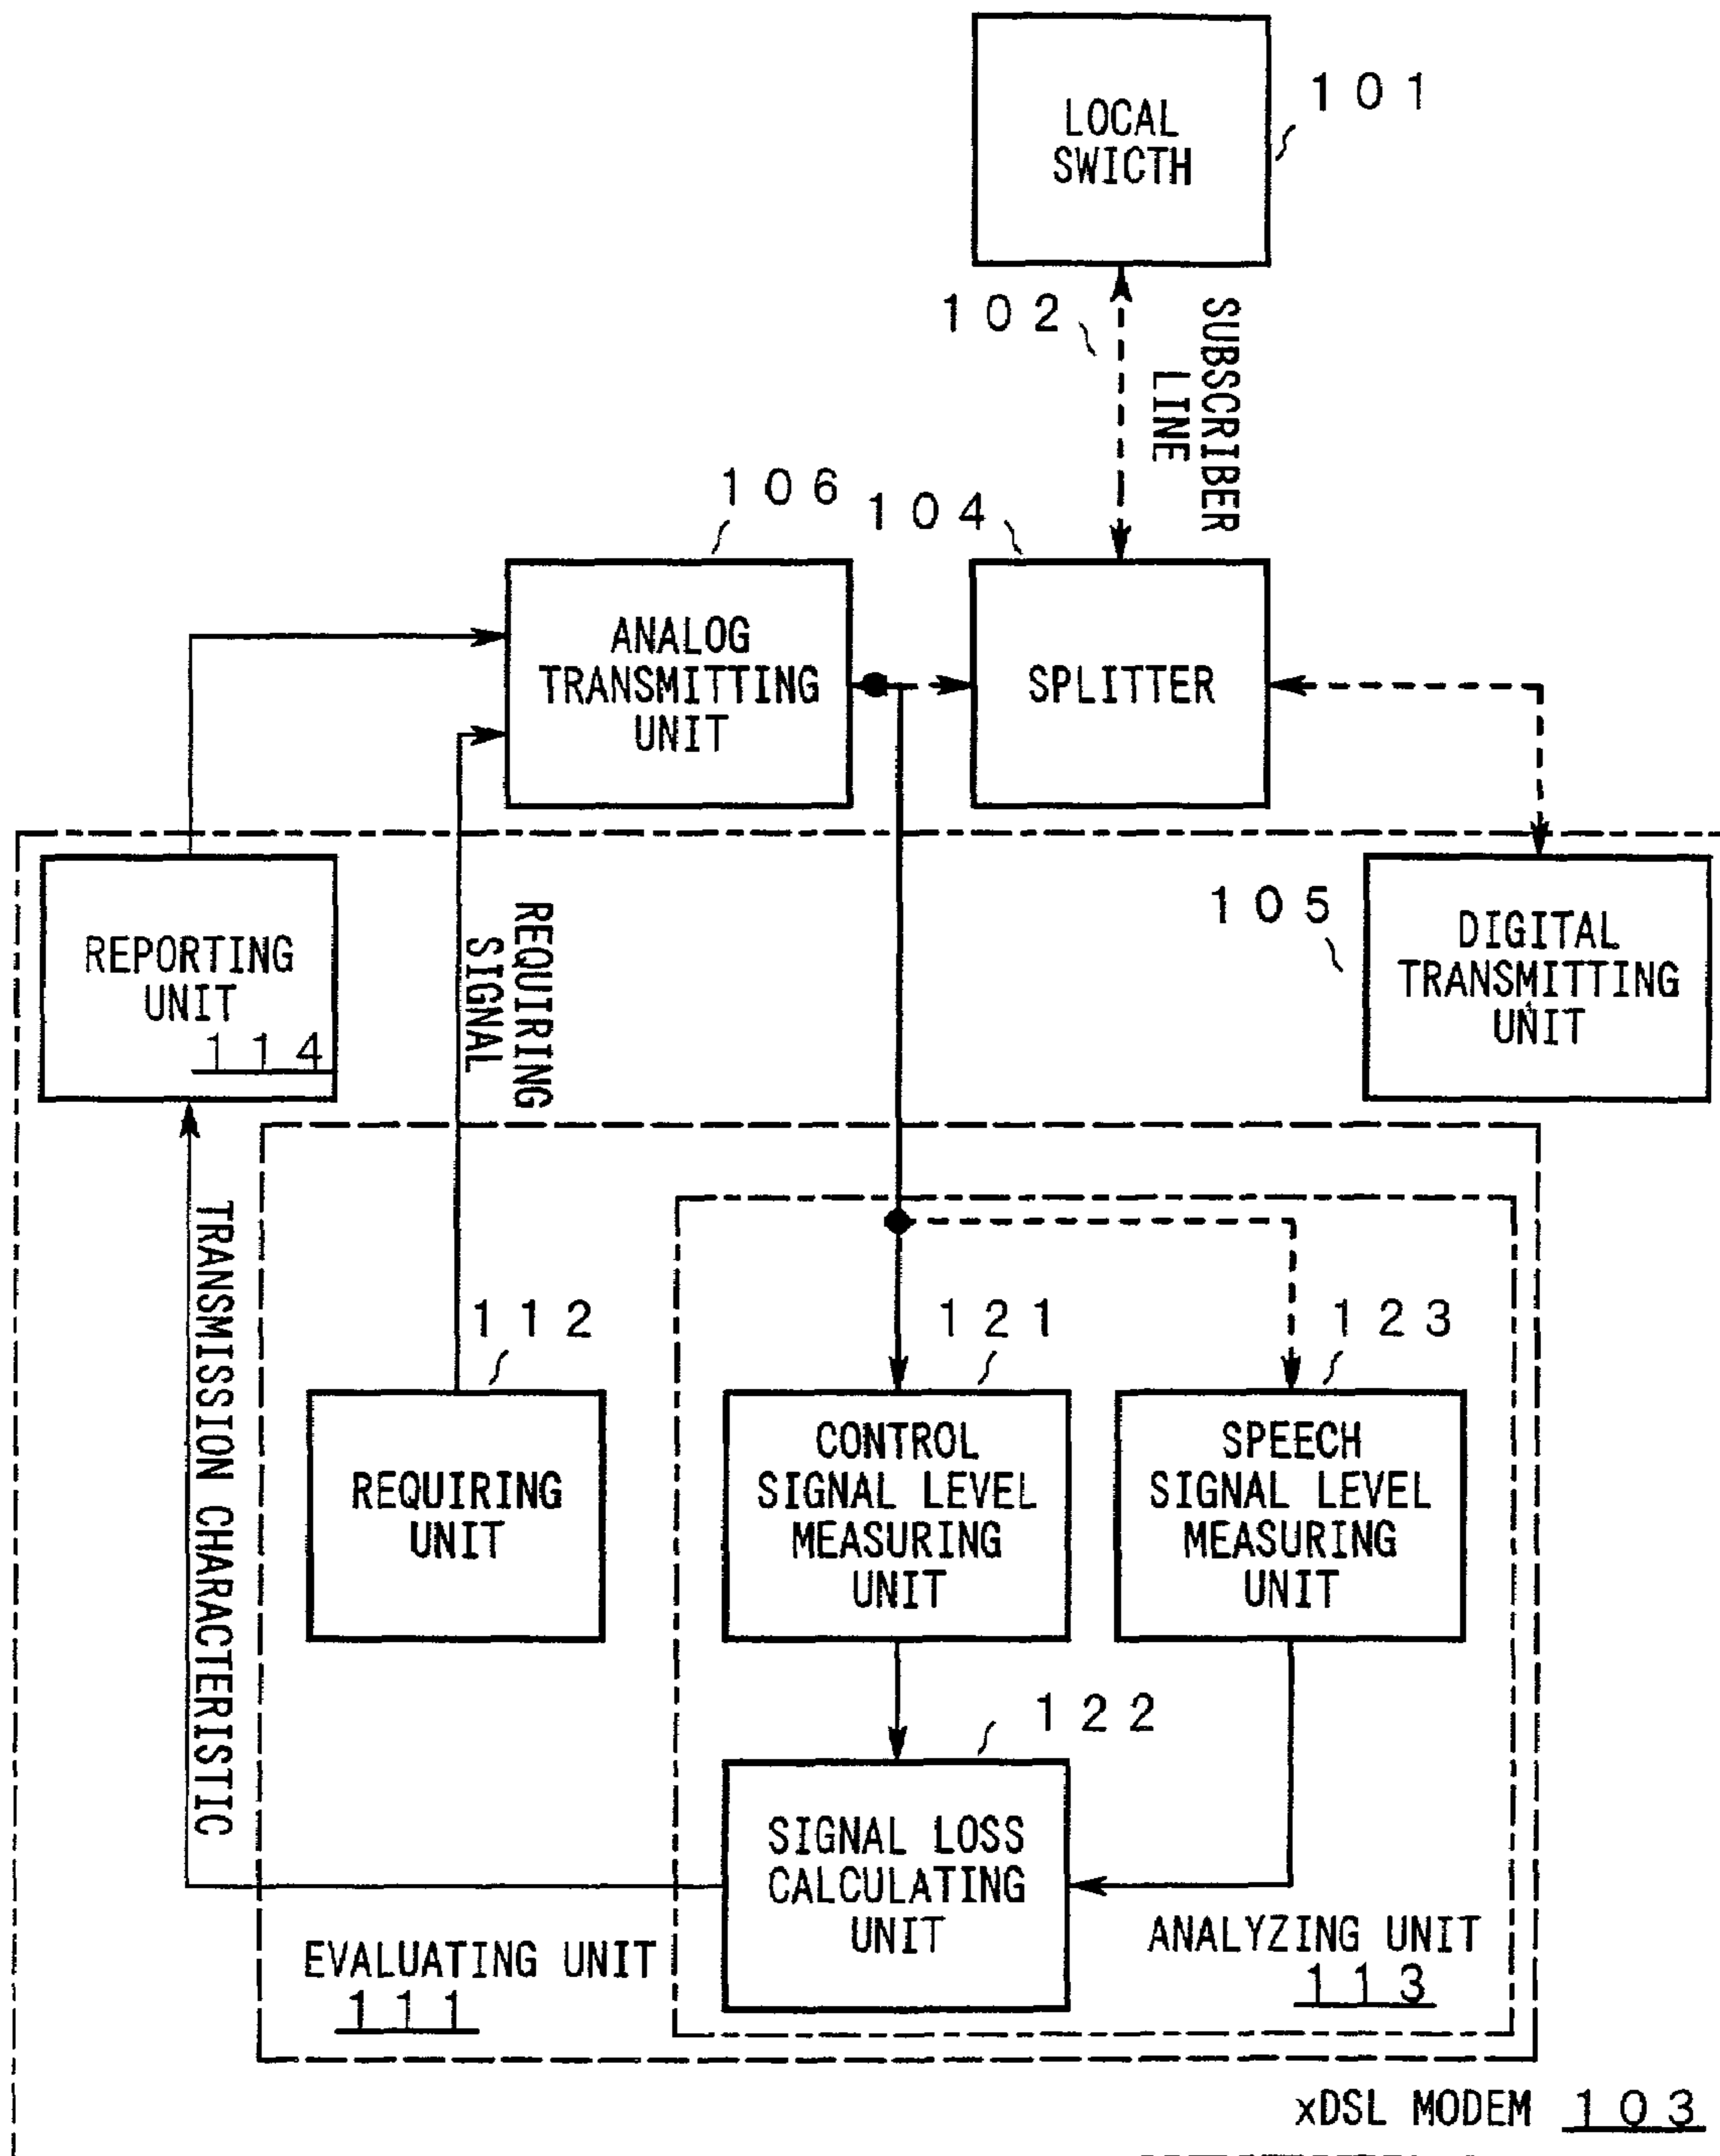 LOCAL
SWICTH
101
102
SUBSCRIBER
LINE
106
104
ANALOG
TRANSMITTING
UNIT
SPLITTER
REPORTING
UNIT
114
REQUIRING
SIGNAL
105
DIGITAL
TRANSMITTING
UNIT
TRANSMISSION CHARACTERISTIC
112
121
123
REQUIRING
UNIT
CONTROL
SIGNAL LEVEL
MEASURING
UNIT
SPEECH
SIGNAL LEVEL
MEASURING
UNIT
122
SIGNAL LOSS
CALCULATING
UNIT
EVALUATING UNIT
111
ANALYZING UNIT
113
xDSL MODEM 103